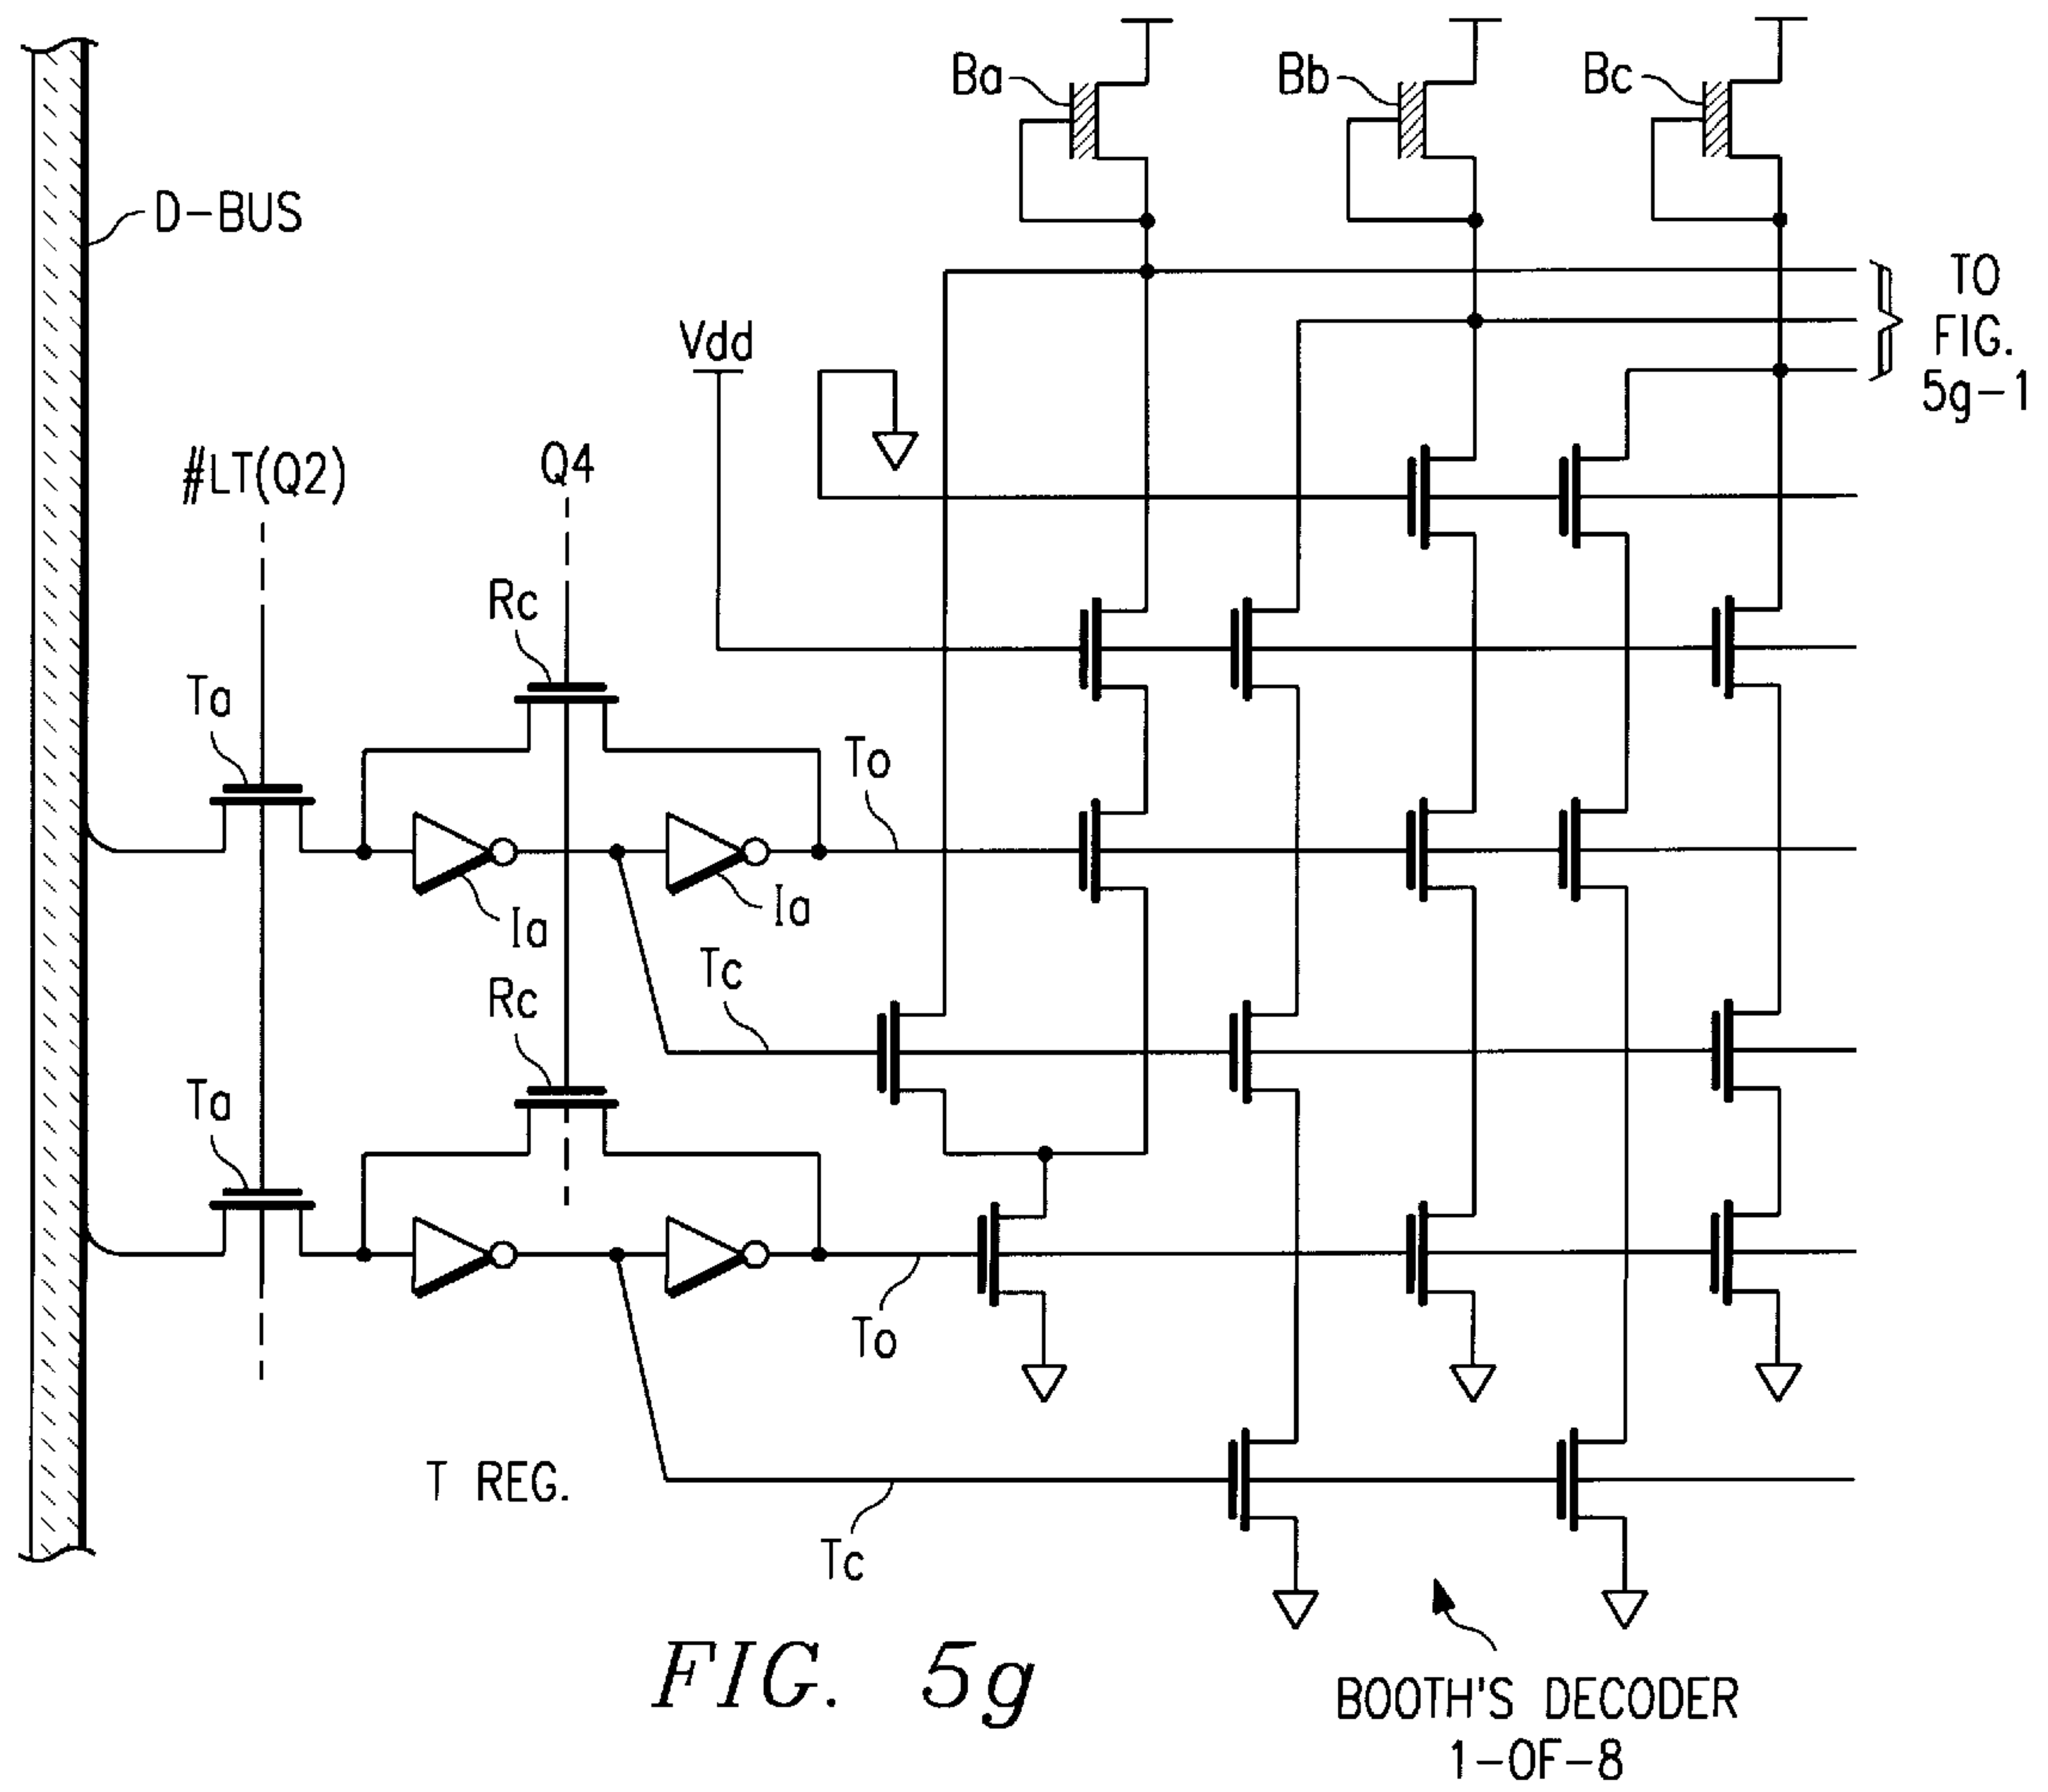 Ba
Bb
Bc
D-BUS
TO
FIG.
5g-1
Vdd
#LT(Q2)
Q4
Rc
Ta
To
Ia
Ia
Tc
Rc
Ta
To
T REG.
Tc
FIG. 5g
BOOTH'S DECODER
1-OF-8